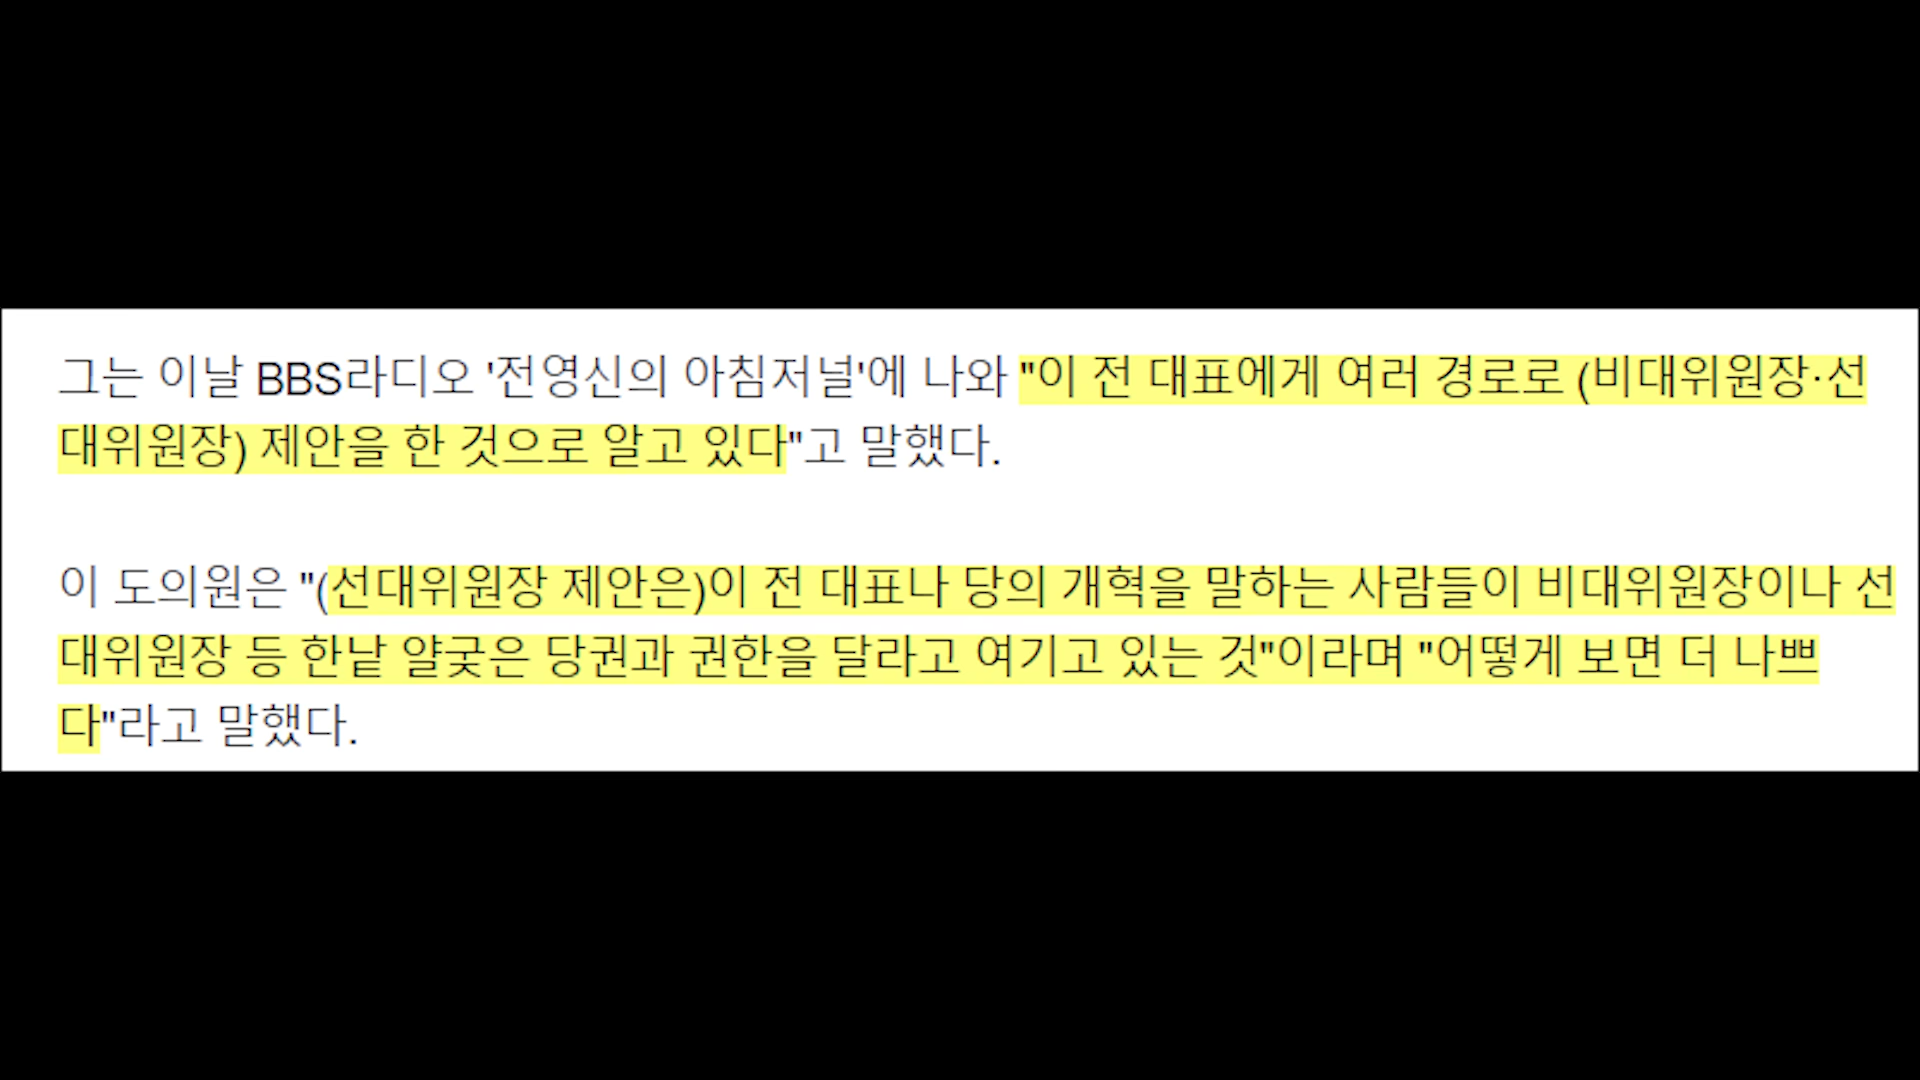 그는 이날 BBS라디오 '전영신의 아침저널'에 나와 "이 전 대표에게 여러 경로로 (비대위원장·선
대위원장) 제안을 한 것으로 알고 있다"고 말했다.
이 도의원은 "(선대위원장 제안은)이 전 대표나 당의 개혁을 말하는 사람들이 비대위원장이나 선
대위원장 등 한낱 얄궂은 당권과 권한을 달라고 여기고 있는 것"이라며 "어떻게 보면 더 나쁘
다"라고 말했다.